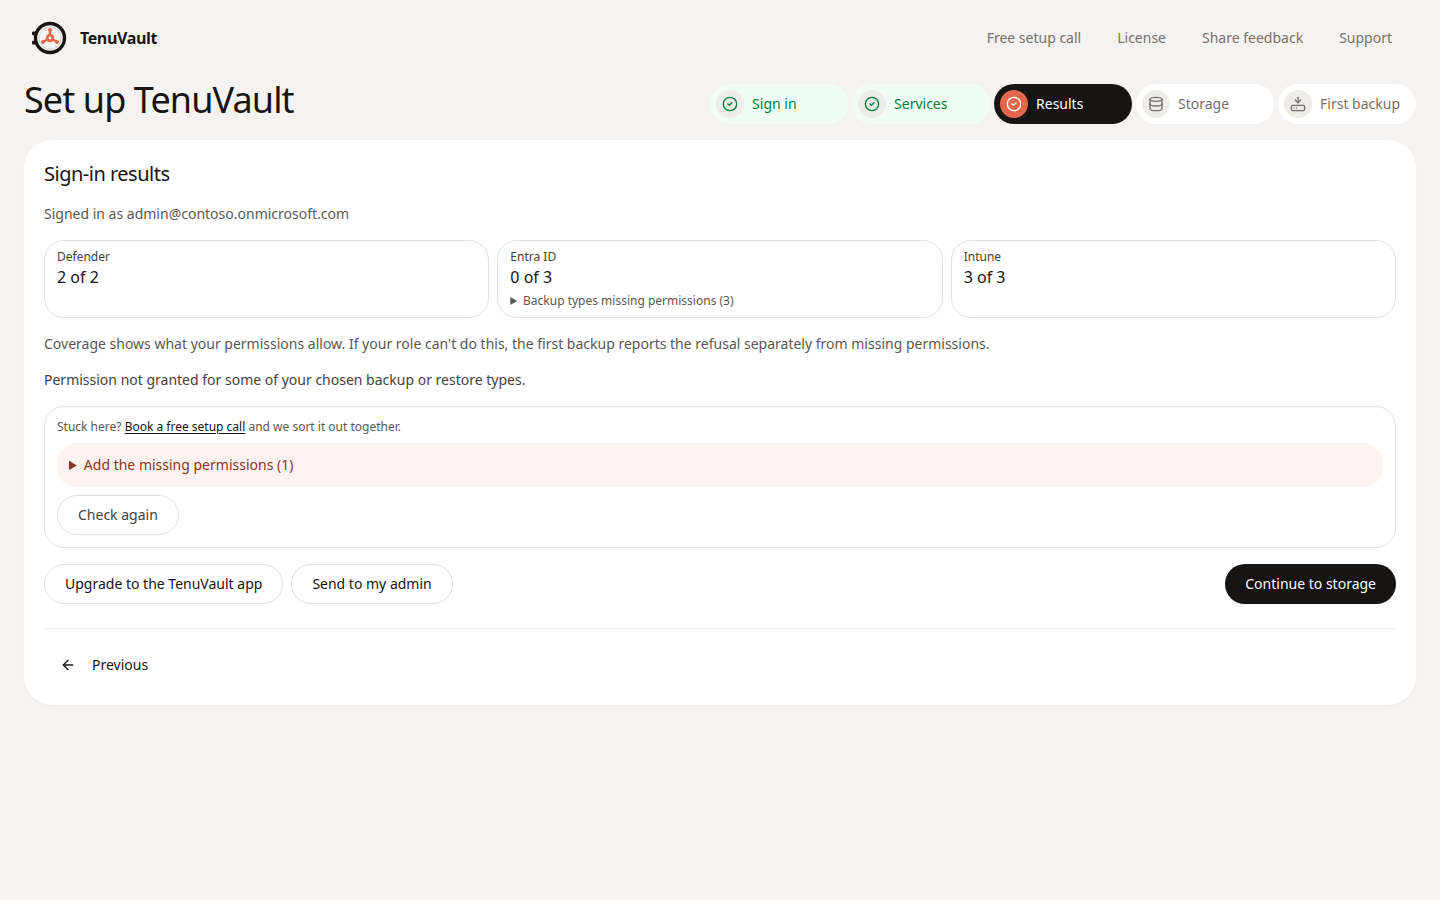 TenuVault
Free setup call
License
Share feedback
Support
Set up TenuVault
Sign in
Services
Results
Storage
First backup
Sign-in results
Signed in as admin@contoso.onmicrosoft.com
Defender
2 of 2
Entra ID
0 of 3
Backup types missing permissions (3)
Intune
3 of 3
Coverage shows what your permissions allow. If your role can't do this, the first backup reports the refusal separately from missing permissions.
Permission not granted for some of your chosen backup or restore types.
Stuck here? Book a free setup call and we sort it out together.
Add the missing permissions (1)
Check again
Upgrade to the TenuVault app
Send to my admin
Continue to storage
Previous